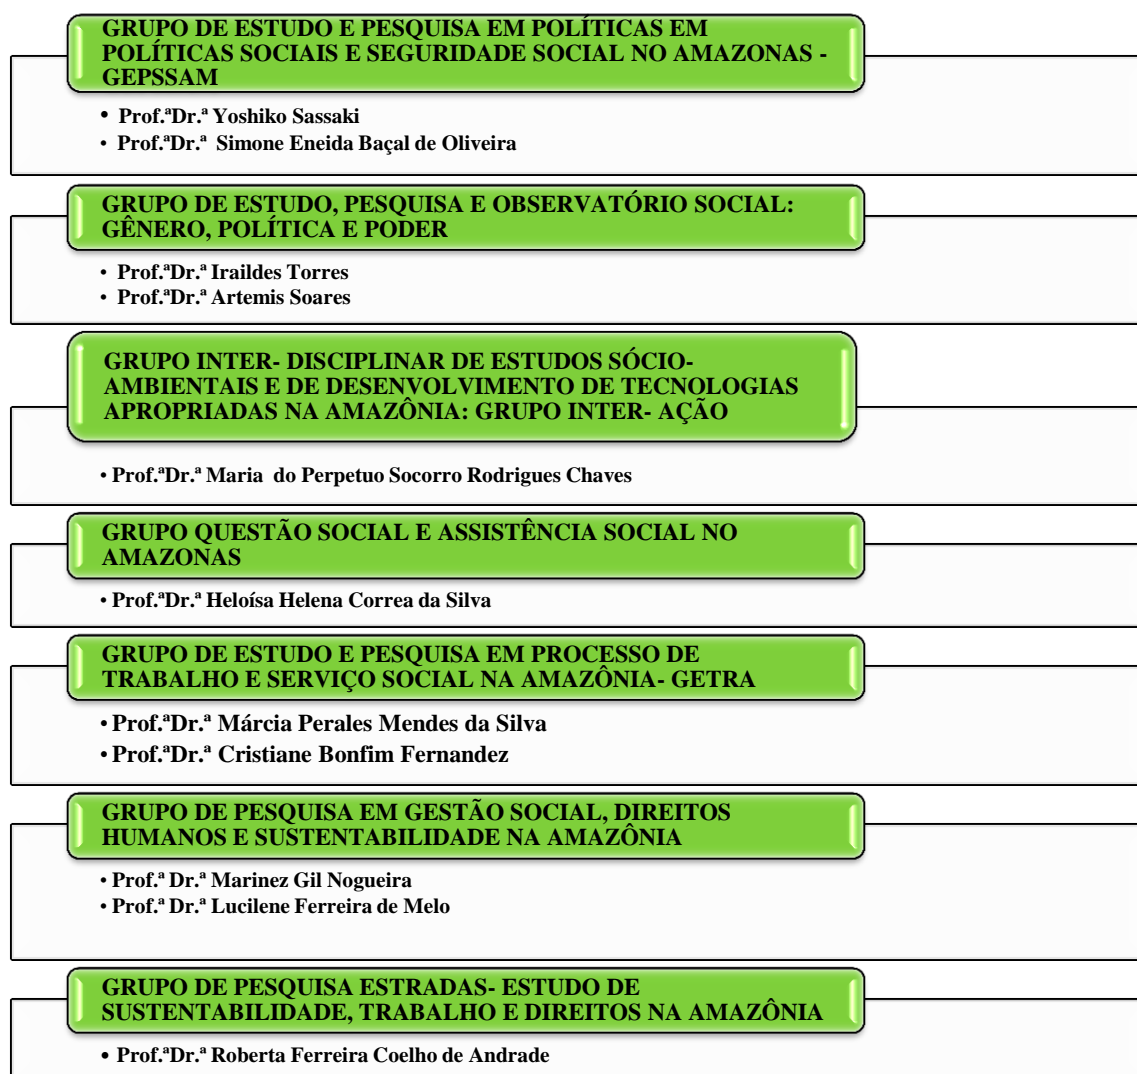 GRUPO DE ESTUDO E PESQUISA EM POLÍTICAS EM
POLÍTICAS SOCIAIS E SEGURIDADE SOCIAL NO AMAZONAS -
GEPSSAM
• Prof.ªDr.ª Yoshiko Sassaki
• Prof.ªDr.ª Simone Eneida Baçal de Oliveira
GRUPO DE ESTUDO, PESQUISA E OBSERVATÓRIO SOCIAL:
GÊNERO, POLÍTICA E PODER
• Prof.ªDr.ª Iraildes Torres
• Prof.ªDr.ª Artemis Soares
GRUPO INTER- DISCIPLINAR DE ESTUDOS SÓCIO-
AMBIENTAIS E DE DESENVOLVIMENTO DE TECNOLOGIAS
APROPRIADAS NA AMAZÔNIA: GRUPO INTER- AÇÃO
• Prof.ªDr.ª Maria do Perpetuo Socorro Rodrigues Chaves
GRUPO QUESTÃO SOCIAL E ASSISTÊNCIA SOCIAL NO
AMAZONAS
• Prof.ªDr.ª Heloísa Helena Correa da Silva
GRUPO DE ESTUDO E PESQUISA EM PROCESSO DE
TRABALHO E SERVIÇO SOCIAL NA AMAZÔNIA- GETRA
• Prof.ªDr.ª Márcia Perales Mendes da Silva
• Prof.ªDr.ª Cristiane Bonfim Fernandez
GRUPO DE PESQUISA EM GESTÃO SOCIAL, DIREITOS
HUMANOS E SUSTENTABILIDADE NA AMAZÔNIA
• Prof.ª Dr.ª Marinez Gil Nogueira
• Prof.ª Dr.ª Lucilene Ferreira de Melo
GRUPO DE PESQUISA ESTRADAS- ESTUDO DE
SUSTENTABILIDADE, TRABALHO E DIREITOS NA AMAZÔNIA
• Prof.ªDr.ª Roberta Ferreira Coelho de Andrade